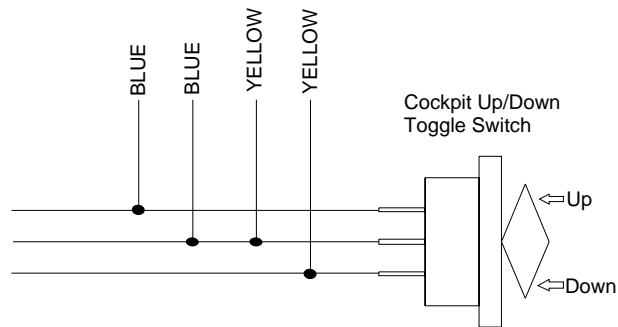 BLUE
BLUE
YELLOW
YELLOW
Cockpit Up/Down
Toggle Switch
Up
Down